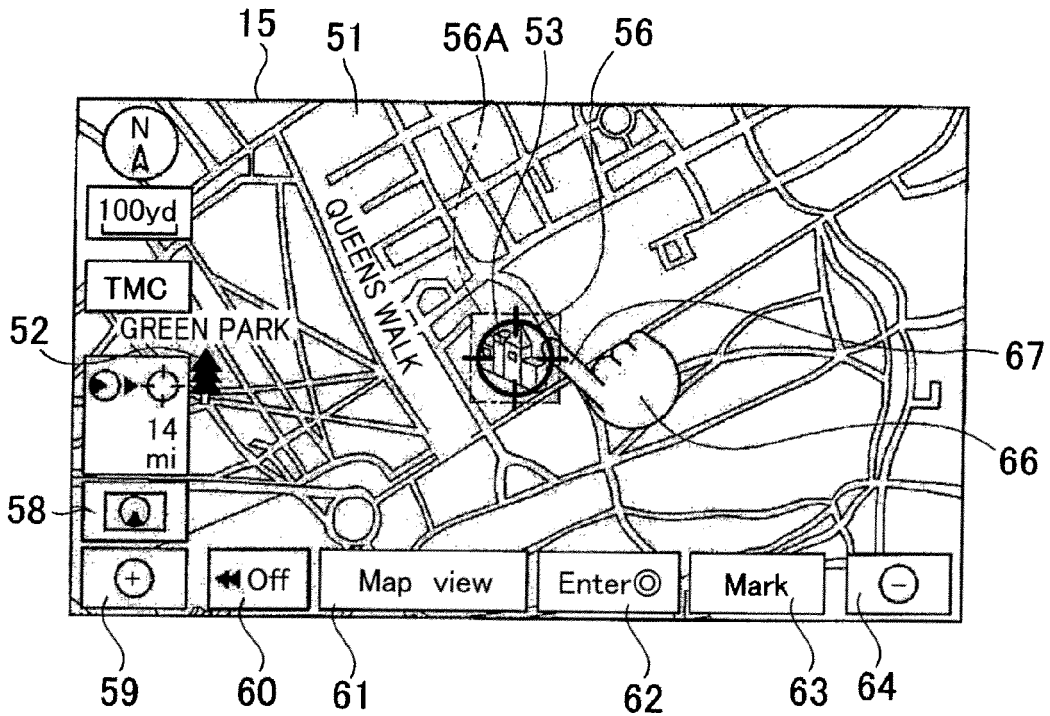 15 51 56A 53 56
N
100yd
QUEENS WALK
TMC
GREEN PARK
52
67
14
mi
66
58
Off Map view Enter Mark
59 60 61 62 63 64